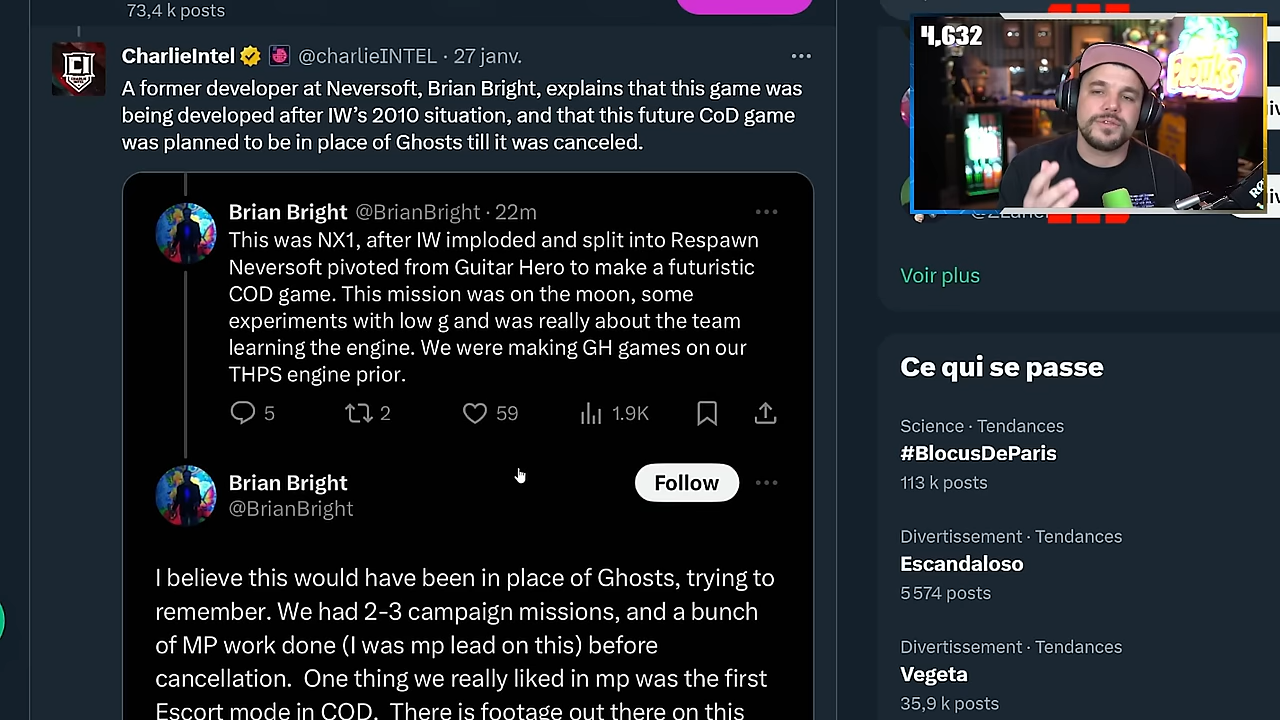 73,4 k posts
CharlieIntel @charlieINTEL · 27 janv.
A former developer at Neversoft, Brian Bright, explains that this game was
being developed after IW's 2010 situation, and that this future CoD game
was planned to be in place of Ghosts till it was canceled.
Brian Bright @BrianBright · 22m
This was NX1, after IW imploded and split into Respawn
Neversoft pivoted from Guitar Hero to make a futuristic
COD game. This mission was on the moon, some
experiments with low g and was really about the team
learning the engine. We were making GH games on our
THPS engine prior.
5 2 59 1.9K
Brian Bright
@BrianBright
Follow
I believe this would have been in place of Ghosts, trying to
remember. We had 2-3 campaign missions, and a bunch
of MP work done (I was mp lead on this) before
cancellation. One thing we really liked in mp was the first
Escort mode in COD. There is footage out there on this
4,632
Voir plus
Ce qui se passe
Science · Tendances
#BlocusDeParis
113 k posts
Divertissement · Tendances
Escandaloso
5 574 posts
Divertissement · Tendances
Vegeta
35,9 k posts